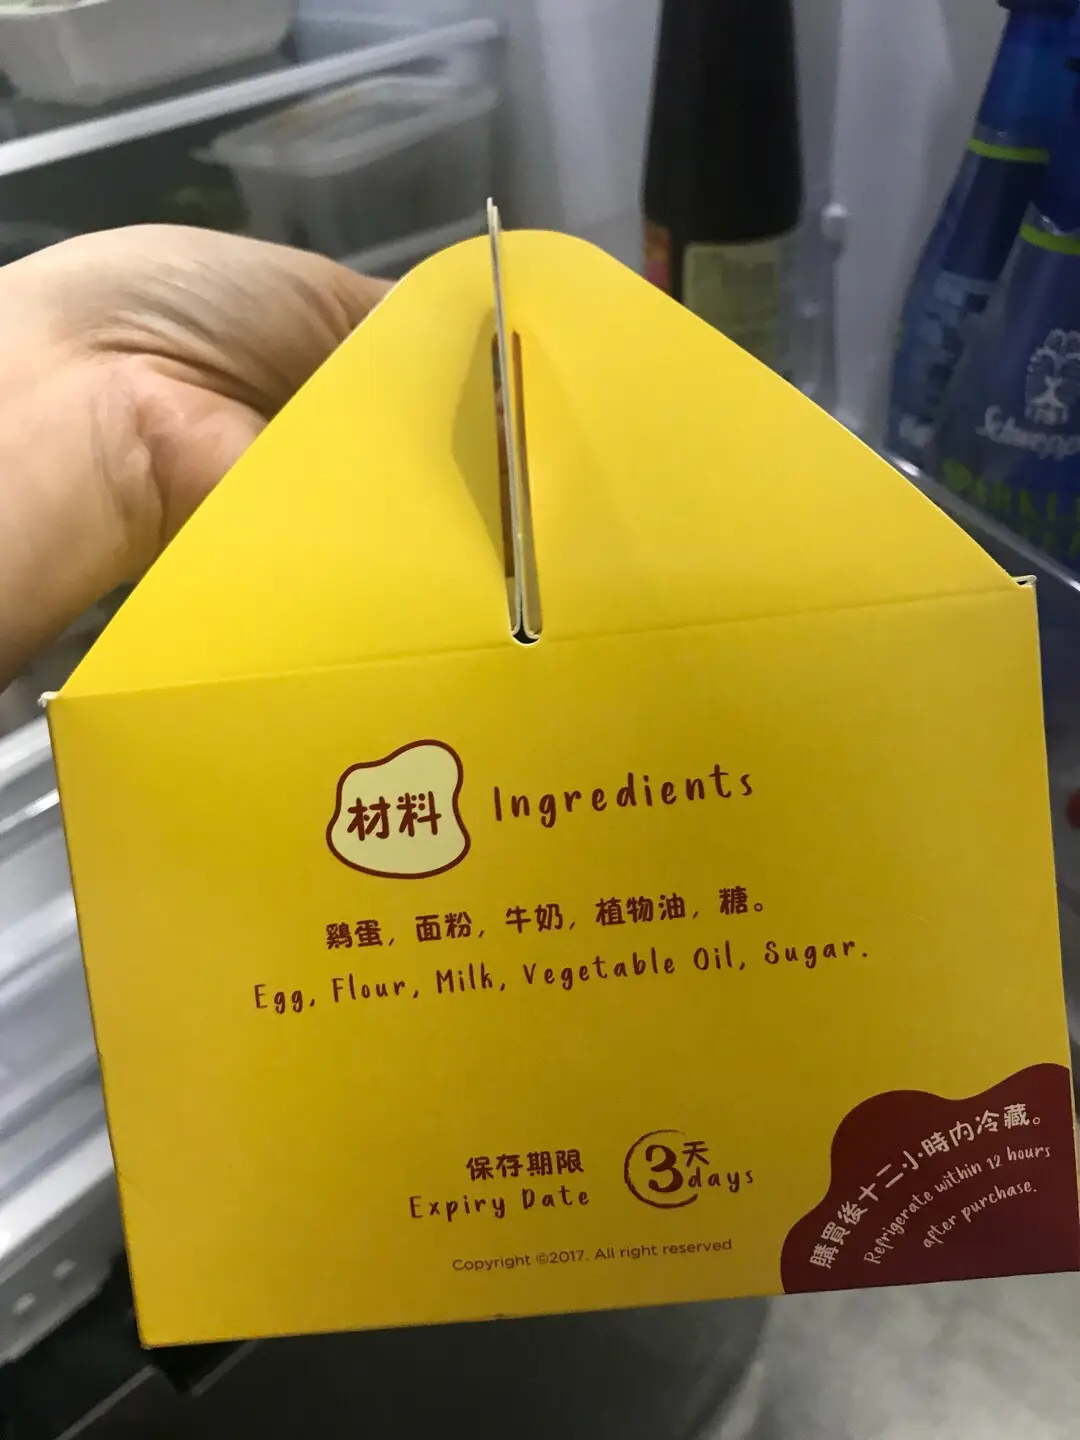 材料
Ingredients
鷄蛋, 面粉, 牛奶, 植物油, 糖。
Egg, Flour, Milk, Vegetable Oil, Sugar.
保存期限
Expiry Date
3天
days
Copyright ©2017. All right reserved
購買後十二小時內冷藏。
Refrigerate within 12 hours
after purchase.